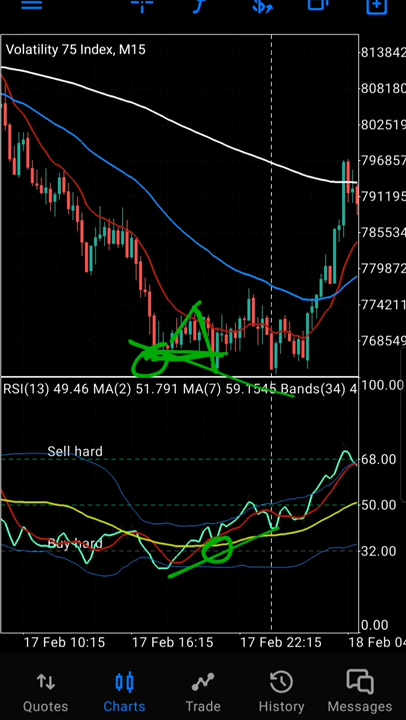 Volatility 75 Index, M15
813842
808180
802519
796857
791195
785534
779872
774211
768549
RSI(13) 49.46 MA(2) 51.791 MA(7) 59.1545 Bands(34) 4
100.00
Sell hard
68.00
50.00
Buy hard
32.00
0.00
17 Feb 10:15 17 Feb 16:15 17 Feb 22:15 18 Feb 04
Quotes Charts Trade History Messages